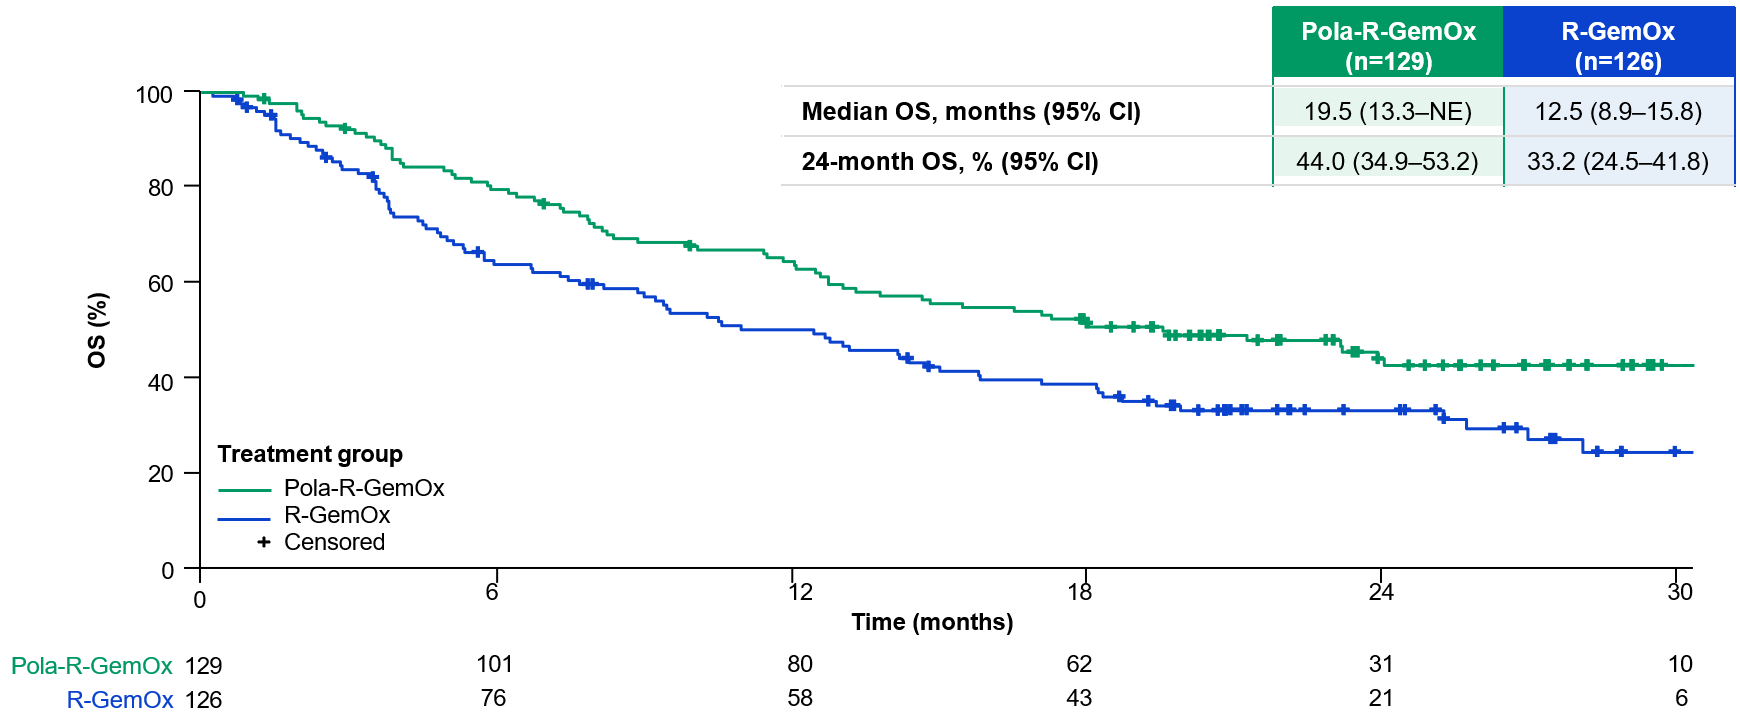 Pola-R-GemOx (n=129) R-GemOx (n=126)
Median OS, months (95% CI) 19.5 (13.3–NE) 12.5 (8.9–15.8)
24-month OS, % (95% CI) 44.0 (34.9–53.2) 33.2 (24.5–41.8)
OS (%)
100
80
60
40
20
0
Treatment group
Pola-R-GemOx
R-GemOx
Censored
0 6 12 18 24 30
Time (months)
Pola-R-GemOx 129 101 80 62 31 10
R-GemOx 126 76 58 43 21 6